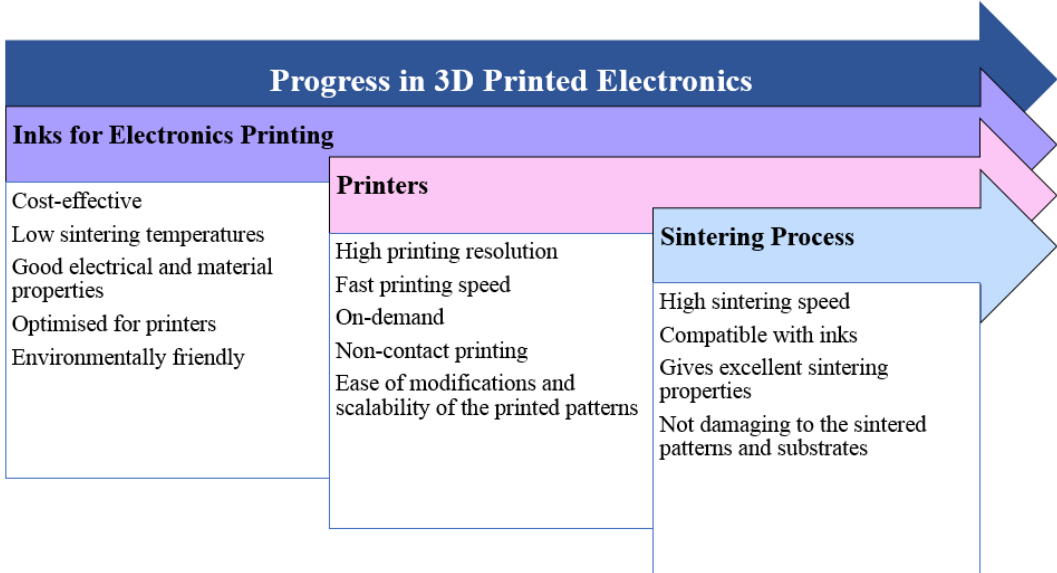 Progress in 3D Printed Electronics
Inks for Electronics Printing
Cost-effective
Low sintering temperatures
Good electrical and material
properties
Optimised for printers
Environmentally friendly
Printers
High printing resolution
Fast printing speed
On-demand
Non-contact printing
Ease of modifications and
scalability of the printed patterns
Sintering Process
High sintering speed
Compatible with inks
Gives excellent sintering
properties
Not damaging to the sintered
patterns and substrates